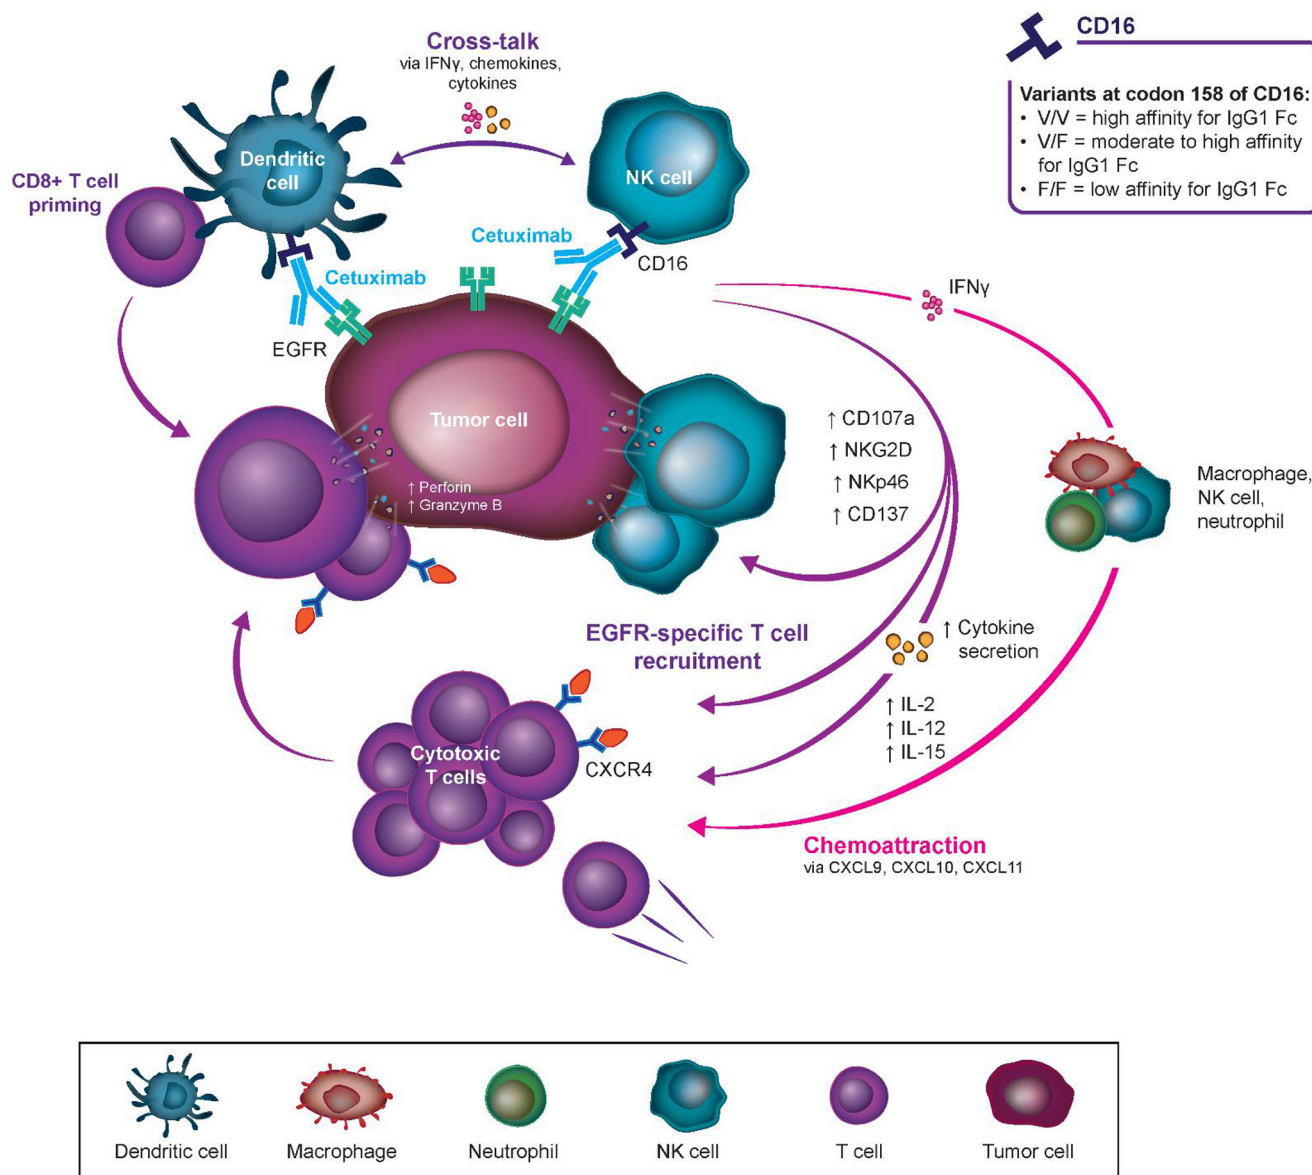 Cross-talk
via IFNγ, chemokines,
cytokines
CD16
Variants at codon 158 of CD16:
• V/V = high affinity for IgG1 Fc
• V/F = moderate to high affinity
for IgG1 Fc
• F/F = low affinity for IgG1 Fc
Dendritic
cell
NK cell
CD8+ T cell
priming
Cetuximab
CD16
Cetuximab
EGFR
IFNγ
Tumor cell
↑ Perforin
↑ Granzyme B
↑ CD107a
↑ NKG2D
↑ NKp46
↑ CD137
Macrophage,
NK cell,
neutrophil
EGFR-specific T cell
recruitment
↑ Cytokine
secretion
↑ IL-2
↑ IL-12
↑ IL-15
Cytotoxic
T cells
CXCR4
Chemoattraction
via CXCL9, CXCL10, CXCL11
Dendritic cell
Macrophage
Neutrophil
NK cell
T cell
Tumor cell